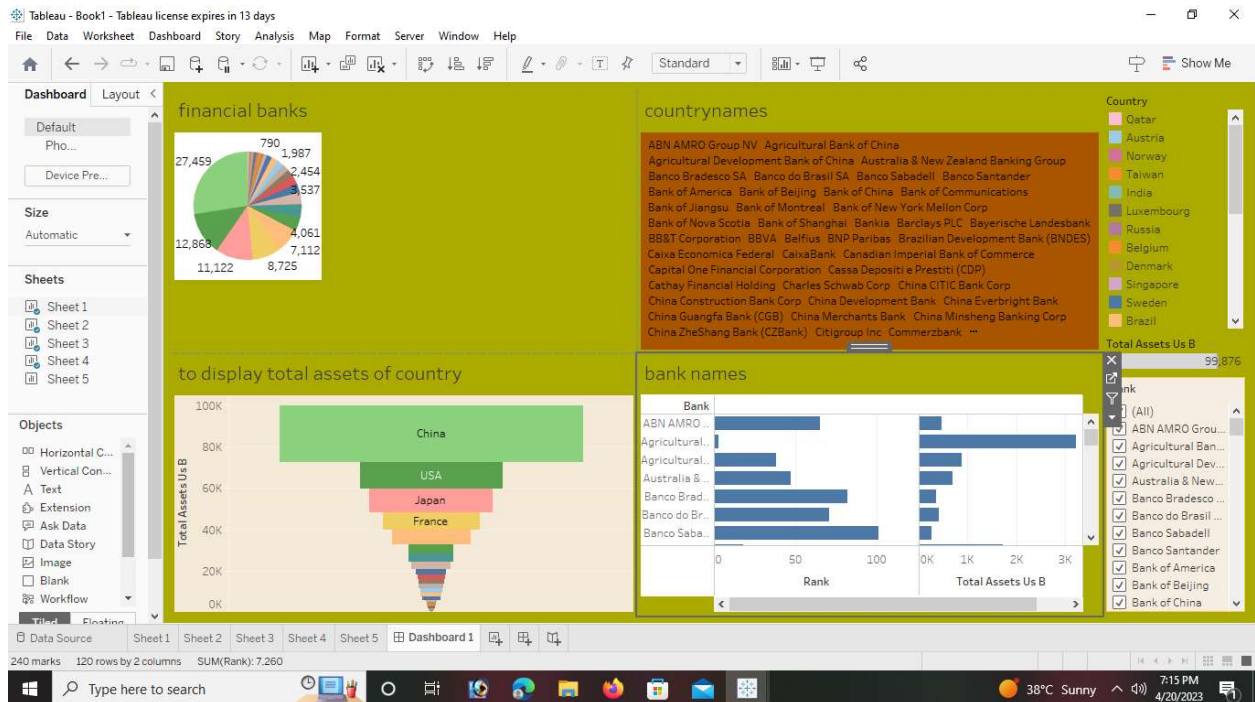 Tableau - Book1 - Tableau license expires in 13 days
File Data Worksheet Dashboard Story Analysis Map Format Server Window Help
Standard
Show Me
Dashboard Layout
Default
Pho...
Device Pre...
Size
Automatic
Sheets
Sheet 1
Sheet 2
Sheet 3
Sheet 4
Sheet 5
Objects
Horizontal C...
Vertical Con...
A Text
Extension
Ask Data
Data Story
Image
Blank
Workflow
Tiled Floating
financial banks
790
1,987
27,459
2,454
3,537
4,061
12,863
7,112
11,122
8,725
countrynames
ABN AMRO Group NV Agricultural Bank of China
Agricultural Development Bank of China Australia & New Zealand Banking Group
Banco Bradesco SA Banco do Brasil SA Banco Sabadell Banco Santander
Bank of America Bank of Beijing Bank of China Bank of Communications
Bank of Jiangsu Bank of Montreal Bank of New York Mellon Corp
Bank of Nova Scotia Bank of Shanghai Bankia Barclays PLC Bayerische Landesbank
BB&T Corporation BBVA Belfius BNP Paribas Brazilian Development Bank (BNDES)
Caixa Economica Federal CaixaBank Canadian Imperial Bank of Commerce
Capital One Financial Corporation Cassa Depositi e Prestiti (CDP)
Cathay Financial Holding Charles Schwab Corp China CITIC Bank Corp
China Construction Bank Corp China Development Bank China Everbright Bank
China Guangfa Bank (CGB) China Merchants Bank China Minsheng Banking Corp
China ZheShang Bank (CZBank) Citigroup Inc Commerzbank ...
Country
Qatar
Austria
Norway
Taiwan
India
Luxembourg
Russia
Belgium
Denmark
Singapore
Sweden
Brazil
Total Assets Us B
99,876
to display total assets of country
Total Assets Us B
100K
80K
60K
40K
20K
0K
China
USA
Japan
France
bank names
Bank
ABN AMRO ..
Agricultural..
Agricultural..
Australia & ..
Banco Brad..
Banco do Br..
Banco Saba..
0 50 100 0K 1K 2K 3K
Rank Total Assets Us B
(All)
ABN AMRO Grou...
Agricultural Ban...
Agricultural Dev...
Australia & New...
Banco Bradesco ...
Banco do Brasil ...
Banco Sabadell
Banco Santander
Bank of America
Bank of Beijing
Bank of China
Data Source Sheet 1 Sheet 2 Sheet 3 Sheet 4 Sheet 5 Dashboard 1
240 marks 120 rows by 2 columns SUM(Rank): 7,260
Type here to search
38°C Sunny
7:15 PM
4/20/2023